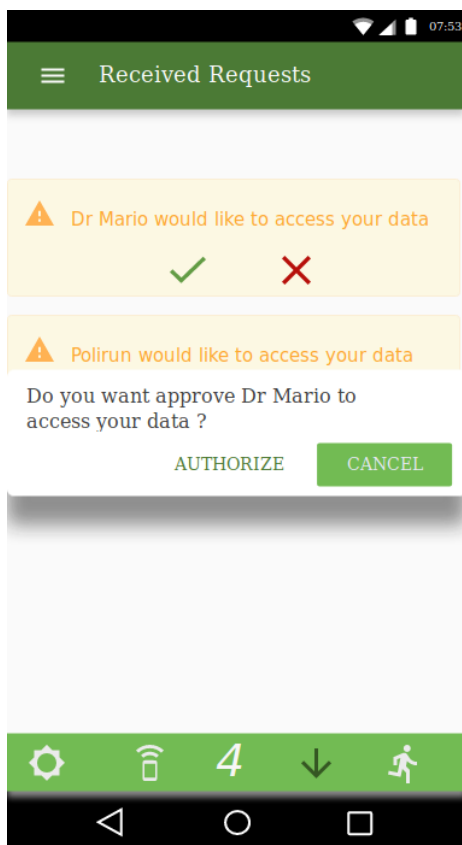 07:53
Received Requests
Dr Mario would like to access your data
Polirun would like to access your data
Do you want approve Dr Mario to
access your data ?
AUTHORIZE CANCEL
4